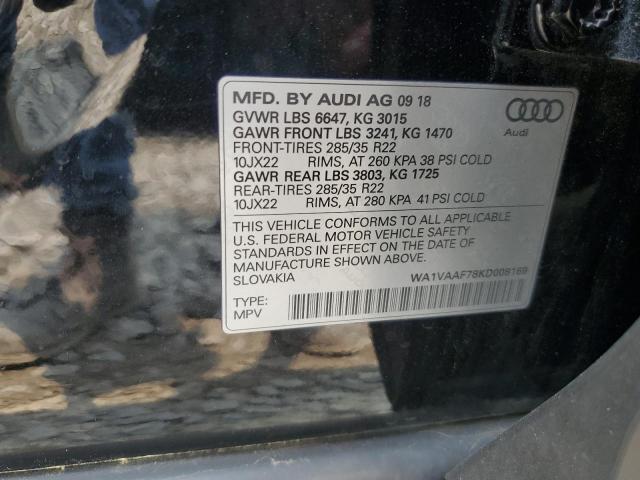 MFD. BY AUDI AG 09 18
GVWR LBS 6647, KG 3015
GAWR FRONT LBS 3241, KG 1470
FRONT-TIRES 285/35 R22
10JX22 RIMS, AT 260 KPA 38 PSI COLD
GAWR REAR LBS 3803, KG 1725
REAR-TIRES 285/35 R22
10JX22 RIMS, AT 280 KPA 41 PSI COLD
Audi
THIS VEHICLE CONFORMS TO ALL APPLICABLE
U.S. FEDERAL MOTOR VEHICLE SAFETY
STANDARDS IN EFFECT ON THE DATE OF
MANUFACTURE SHOWN ABOVE.
SLOVAKIA
WA1VAAF78KD008169
TYPE:
MPV